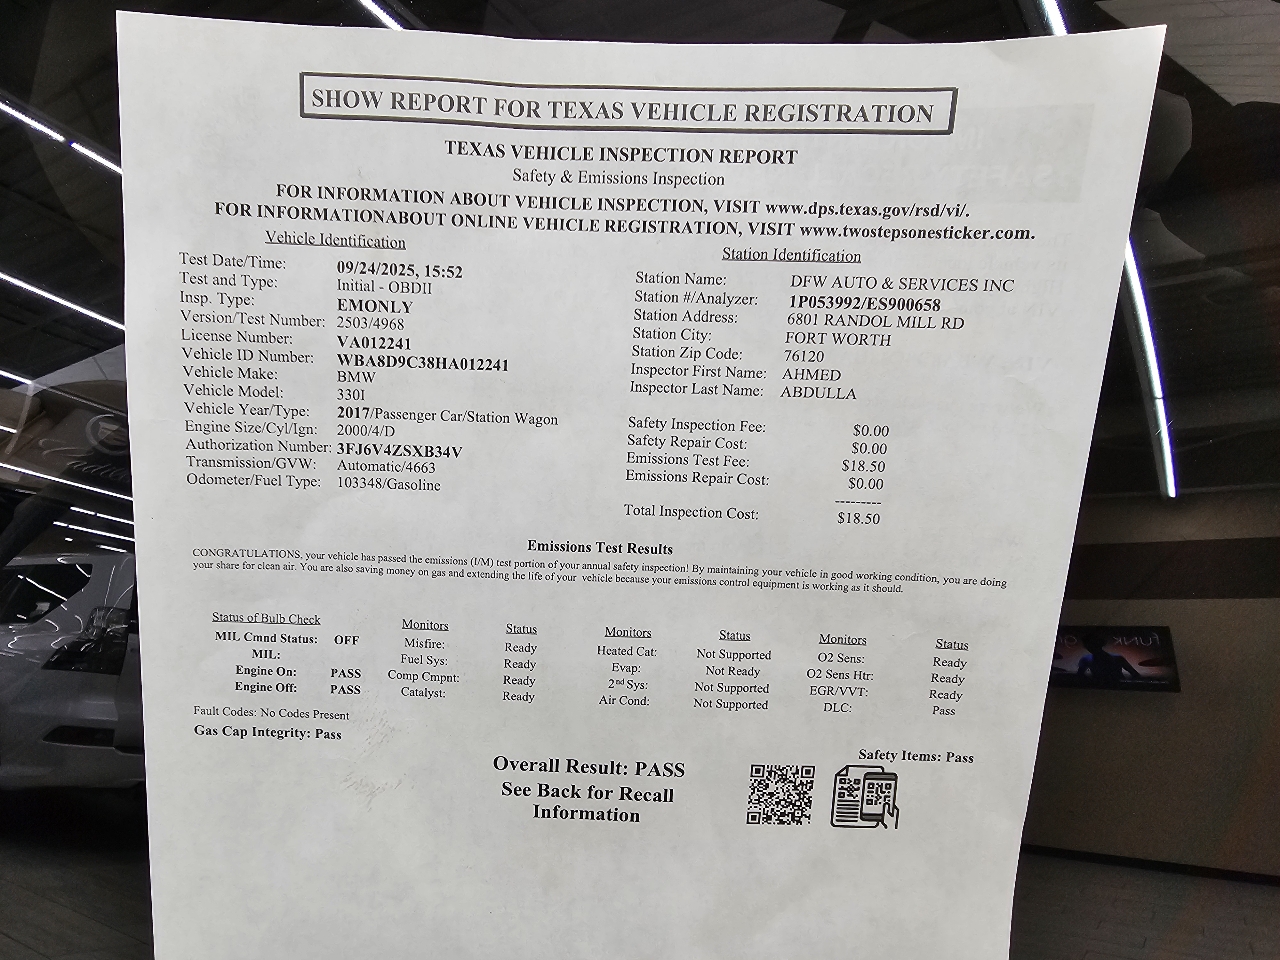 SHOW REPORT FOR TEXAS VEHICLE REGISTRATION
TEXAS VEHICLE INSPECTION REPORT
Safety & Emissions Inspection
FOR INFORMATION ABOUT VEHICLE INSPECTION, VISIT www.dps.texas.gov/rsd/vi/.
FOR INFORMATIONABOUT ONLINE VEHICLE REGISTRATION, VISIT www.twostepsonesticker.com.
Vehicle Identification
Test Date/Time: 09/24/2025, 15:52
Test and Type: Initial - OBDII
Insp. Type: EMONLY
Version/Test Number: 2503/4968
License Number: VA012241
Vehicle ID Number: WBA8D9C38HA012241
Vehicle Make: BMW
Vehicle Model: 330I
Vehicle Year/Type: 2017/Passenger Car/Station Wagon
Engine Size/Cyl/Ign: 2000/4/D
Authorization Number: 3FJ6V4ZSXB34V
Transmission/GVW: Automatic/4663
Odometer/Fuel Type: 103348/Gasoline
Station Identification
Station Name: DFW AUTO & SERVICES INC
Station #/Analyzer: 1P053992/ES900658
Station Address: 6801 RANDOL MILL RD
Station City: FORT WORTH
Station Zip Code: 76120
Inspector First Name: AHMED
Inspector Last Name: ABDULLA
Safety Inspection Fee: $0.00
Safety Repair Cost: $0.00
Emissions Test Fee: $18.50
Emissions Repair Cost: $0.00
---------
Total Inspection Cost: $18.50
Emissions Test Results
CONGRATULATIONS, your vehicle has passed the emissions (I/M) test portion of your annual safety inspection! By maintaining your vehicle in good working condition, you are doing
your share for clean air. You are also saving money on gas and extending the life of your vehicle because your emissions control equipment is working as it should.
Status of Bulb Check
MIL Cmnd Status: OFF
MIL:
Engine On: PASS
Engine Off: PASS
Monitors Status
Misfire: Ready
Fuel Sys: Ready
Comp Cmpnt: Ready
Catalyst: Ready
Monitors Status
Heated Cat: Not Supported
Evap: Not Ready
2nd Sys: Not Supported
Air Cond: Not Supported
Monitors Status
O2 Sens: Ready
O2 Sens Htr: Ready
EGR/VVT: Ready
DLC: Pass
Fault Codes: No Codes Present
Gas Cap Integrity: Pass
Safety Items: Pass
Overall Result: PASS
See Back for Recall
Information